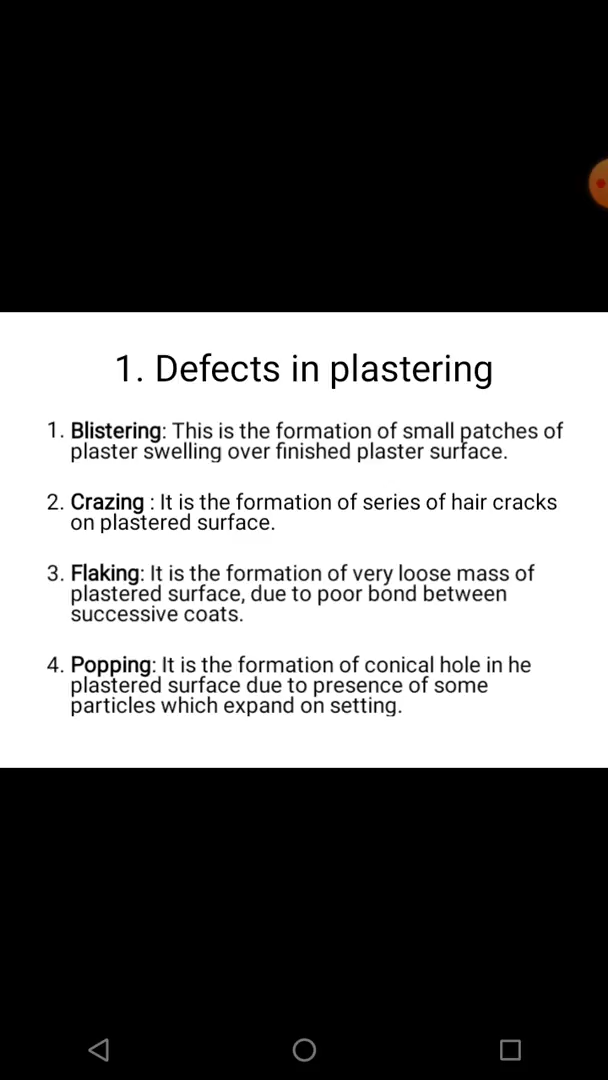 1. Defects in plastering
1. Blistering: This is the formation of small patches of
plaster swelling over finished plaster surface.
2. Crazing : It is the formation of series of hair cracks
on plastered surface.
3. Flaking: It is the formation of very loose mass of
plastered surface, due to poor bond between
successive coats.
4. Popping: It is the formation of conical hole in he
plastered surface due to presence of some
particles which expand on setting.